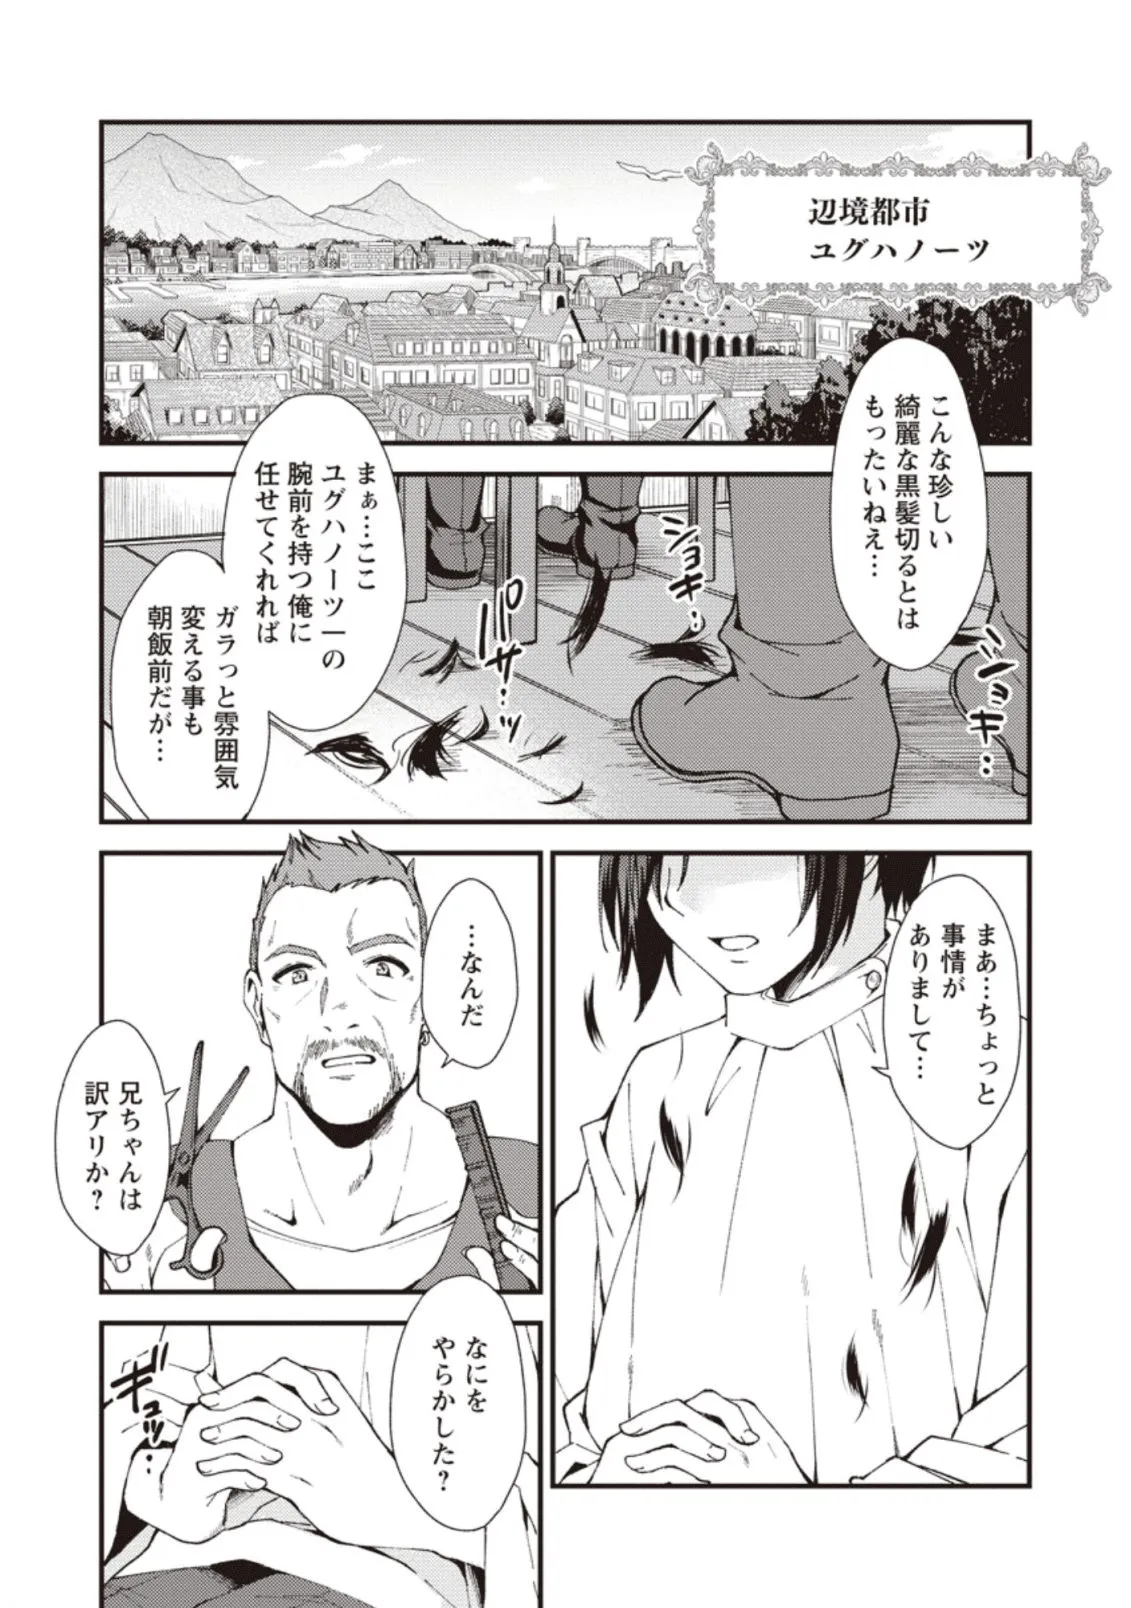 辺境都市
ユグハノーツ
こんな珍しい
綺麗な黒髪切るとは
もったいねえ…
ショキ…
ショキ…
パサ…ッ
まぁ…ここ
ユグハノーツ一の
腕前を持つ俺に
任せてくれれば
ガラっと雰囲気
変える事も
朝飯前だが…
まあ…ちょっと
事情が
ありまして…
…なんだ
兄ちゃんは
訳アリか?
なにを
やらかした?
ギュッ…